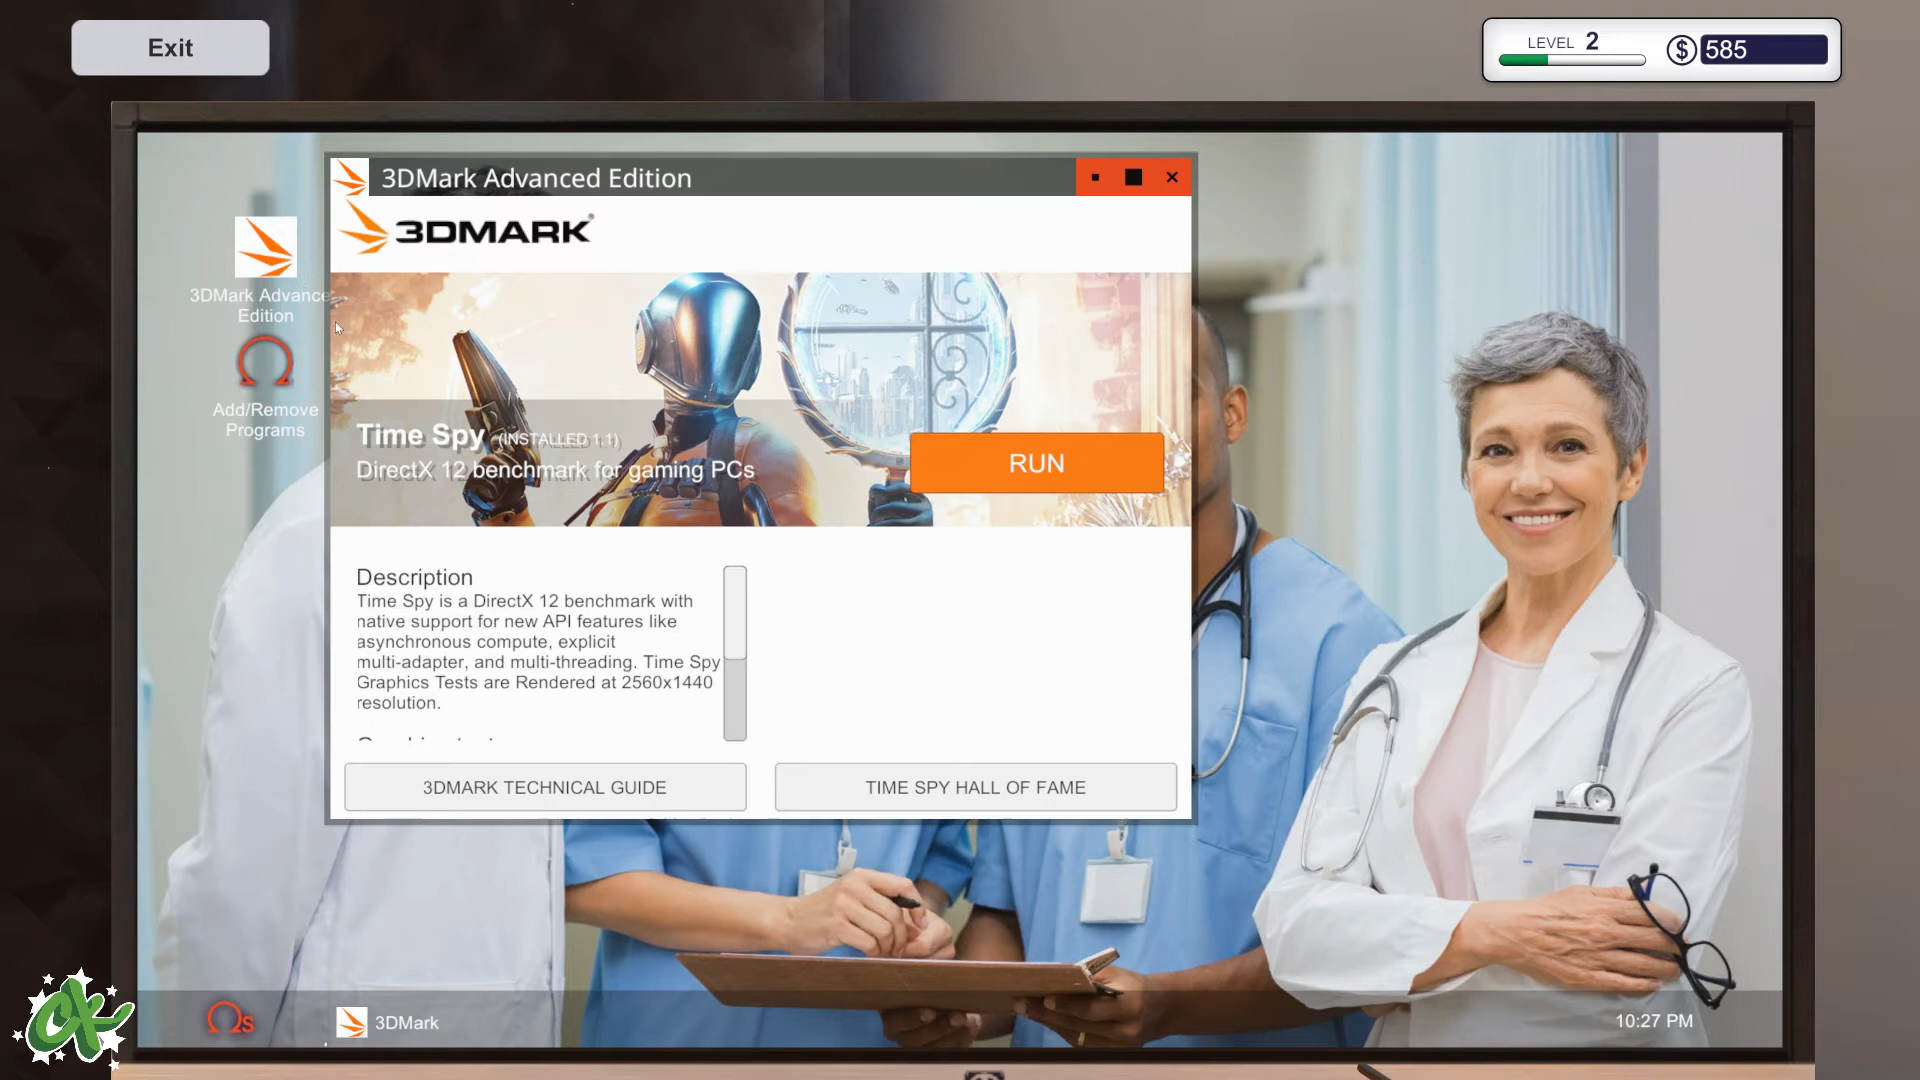 Exit
LEVEL 2
$ 585
3DMark Advanced Edition
3DMARK®
3DMark Advance
Edition
Add/Remove
Programs
Time Spy (INSTALLED 1.1)
DirectX 12 benchmark for gaming PCs
RUN
Description
Time Spy is a DirectX 12 benchmark with
native support for new API features like
asynchronous compute, explicit
multi-adapter, and multi-threading. Time Spy
Graphics Tests are Rendered at 2560x1440
resolution.
3DMARK TECHNICAL GUIDE
TIME SPY HALL OF FAME
Ωs
3DMark
10:27 PM